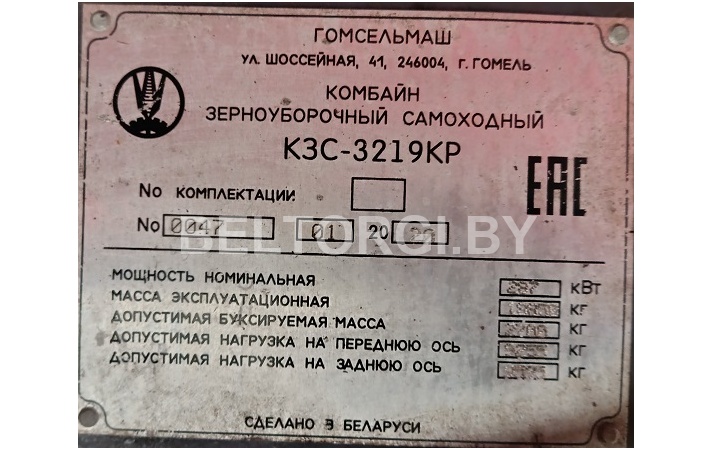 ГОМСЕЛЬМАШ
УЛ. ШОССЕЙНАЯ, 41, 246004, Г. ГОМЕЛЬ
КОМБАЙН
ЗЕРНОУБОРОЧНЫЙ САМОХОДНЫЙ
КЗС-3219КР
EAC
No КОМПЛЕКТАЦИИ
No 0047 01 20 20
BELTORGI.BY
МОЩНОСТЬ НОМИНАЛЬНАЯ кВт
МАССА ЭКСПЛУАТАЦИОННАЯ КГ
ДОПУСТИМАЯ БУКСИРУЕМАЯ МАССА КГ
ДОПУСТИМАЯ НАГРУЗКА НА ПЕРЕДНЮЮ ОСЬ КГ
ДОПУСТИМАЯ НАГРУЗКА НА ЗАДНЮЮ ОСЬ КГ
СДЕЛАНО В БЕЛАРУСИ